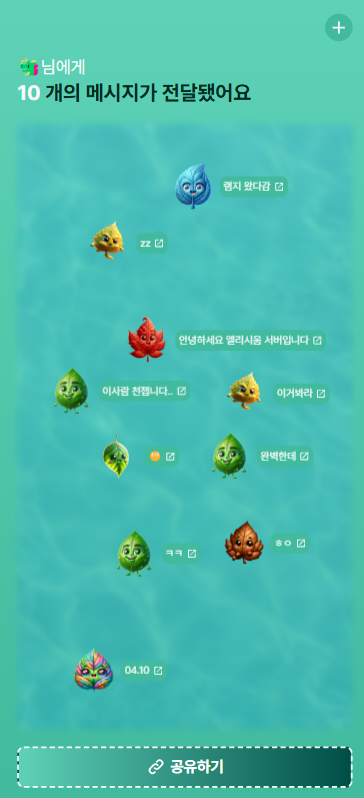 님에게
10 개의 메시지가 전달됐어요
램지 왔다감
zz
안녕하세요 엘리시움 서버입니다
이사람 천잽니다..
이거봐라
완벽한데
ㅋㅋ
ㅎㅇ
04.10
공유하기